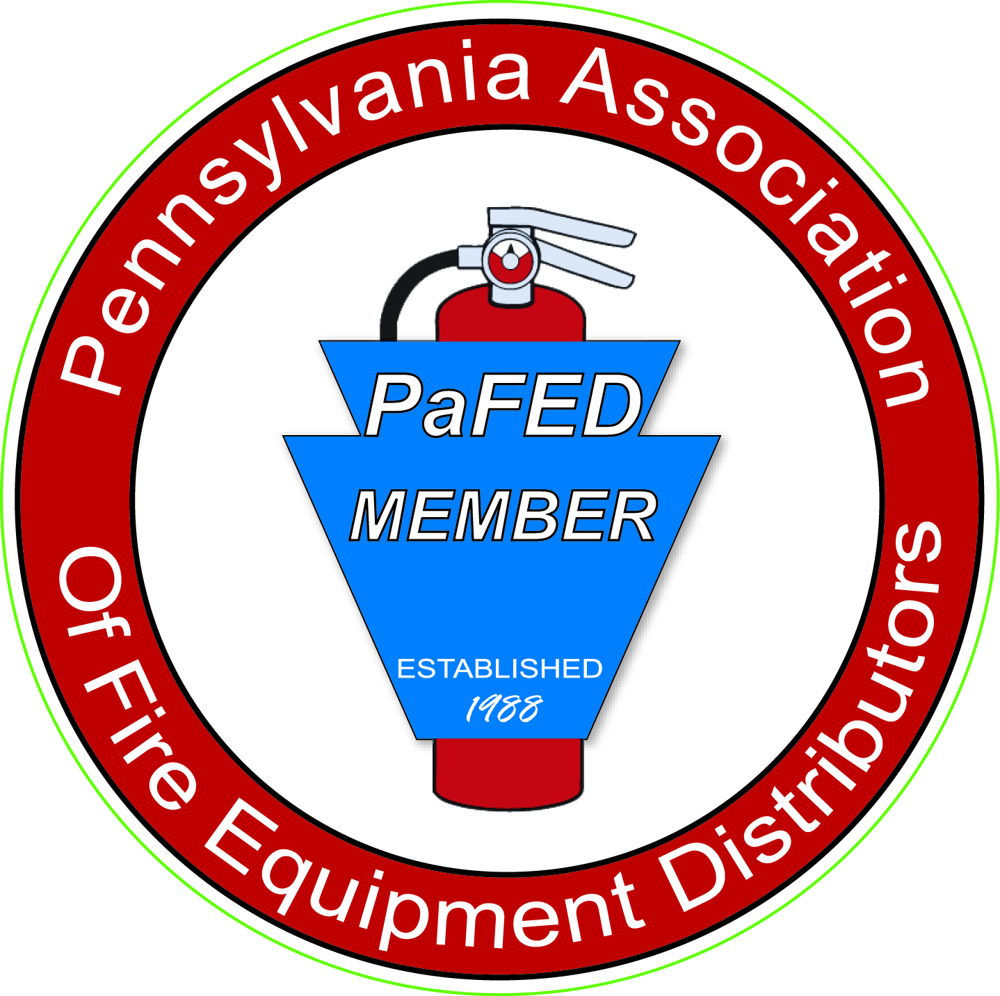 Pennsylvania Association
Of Fire Equipment Distributors
PaFED
MEMBER
ESTABLISHED
1988